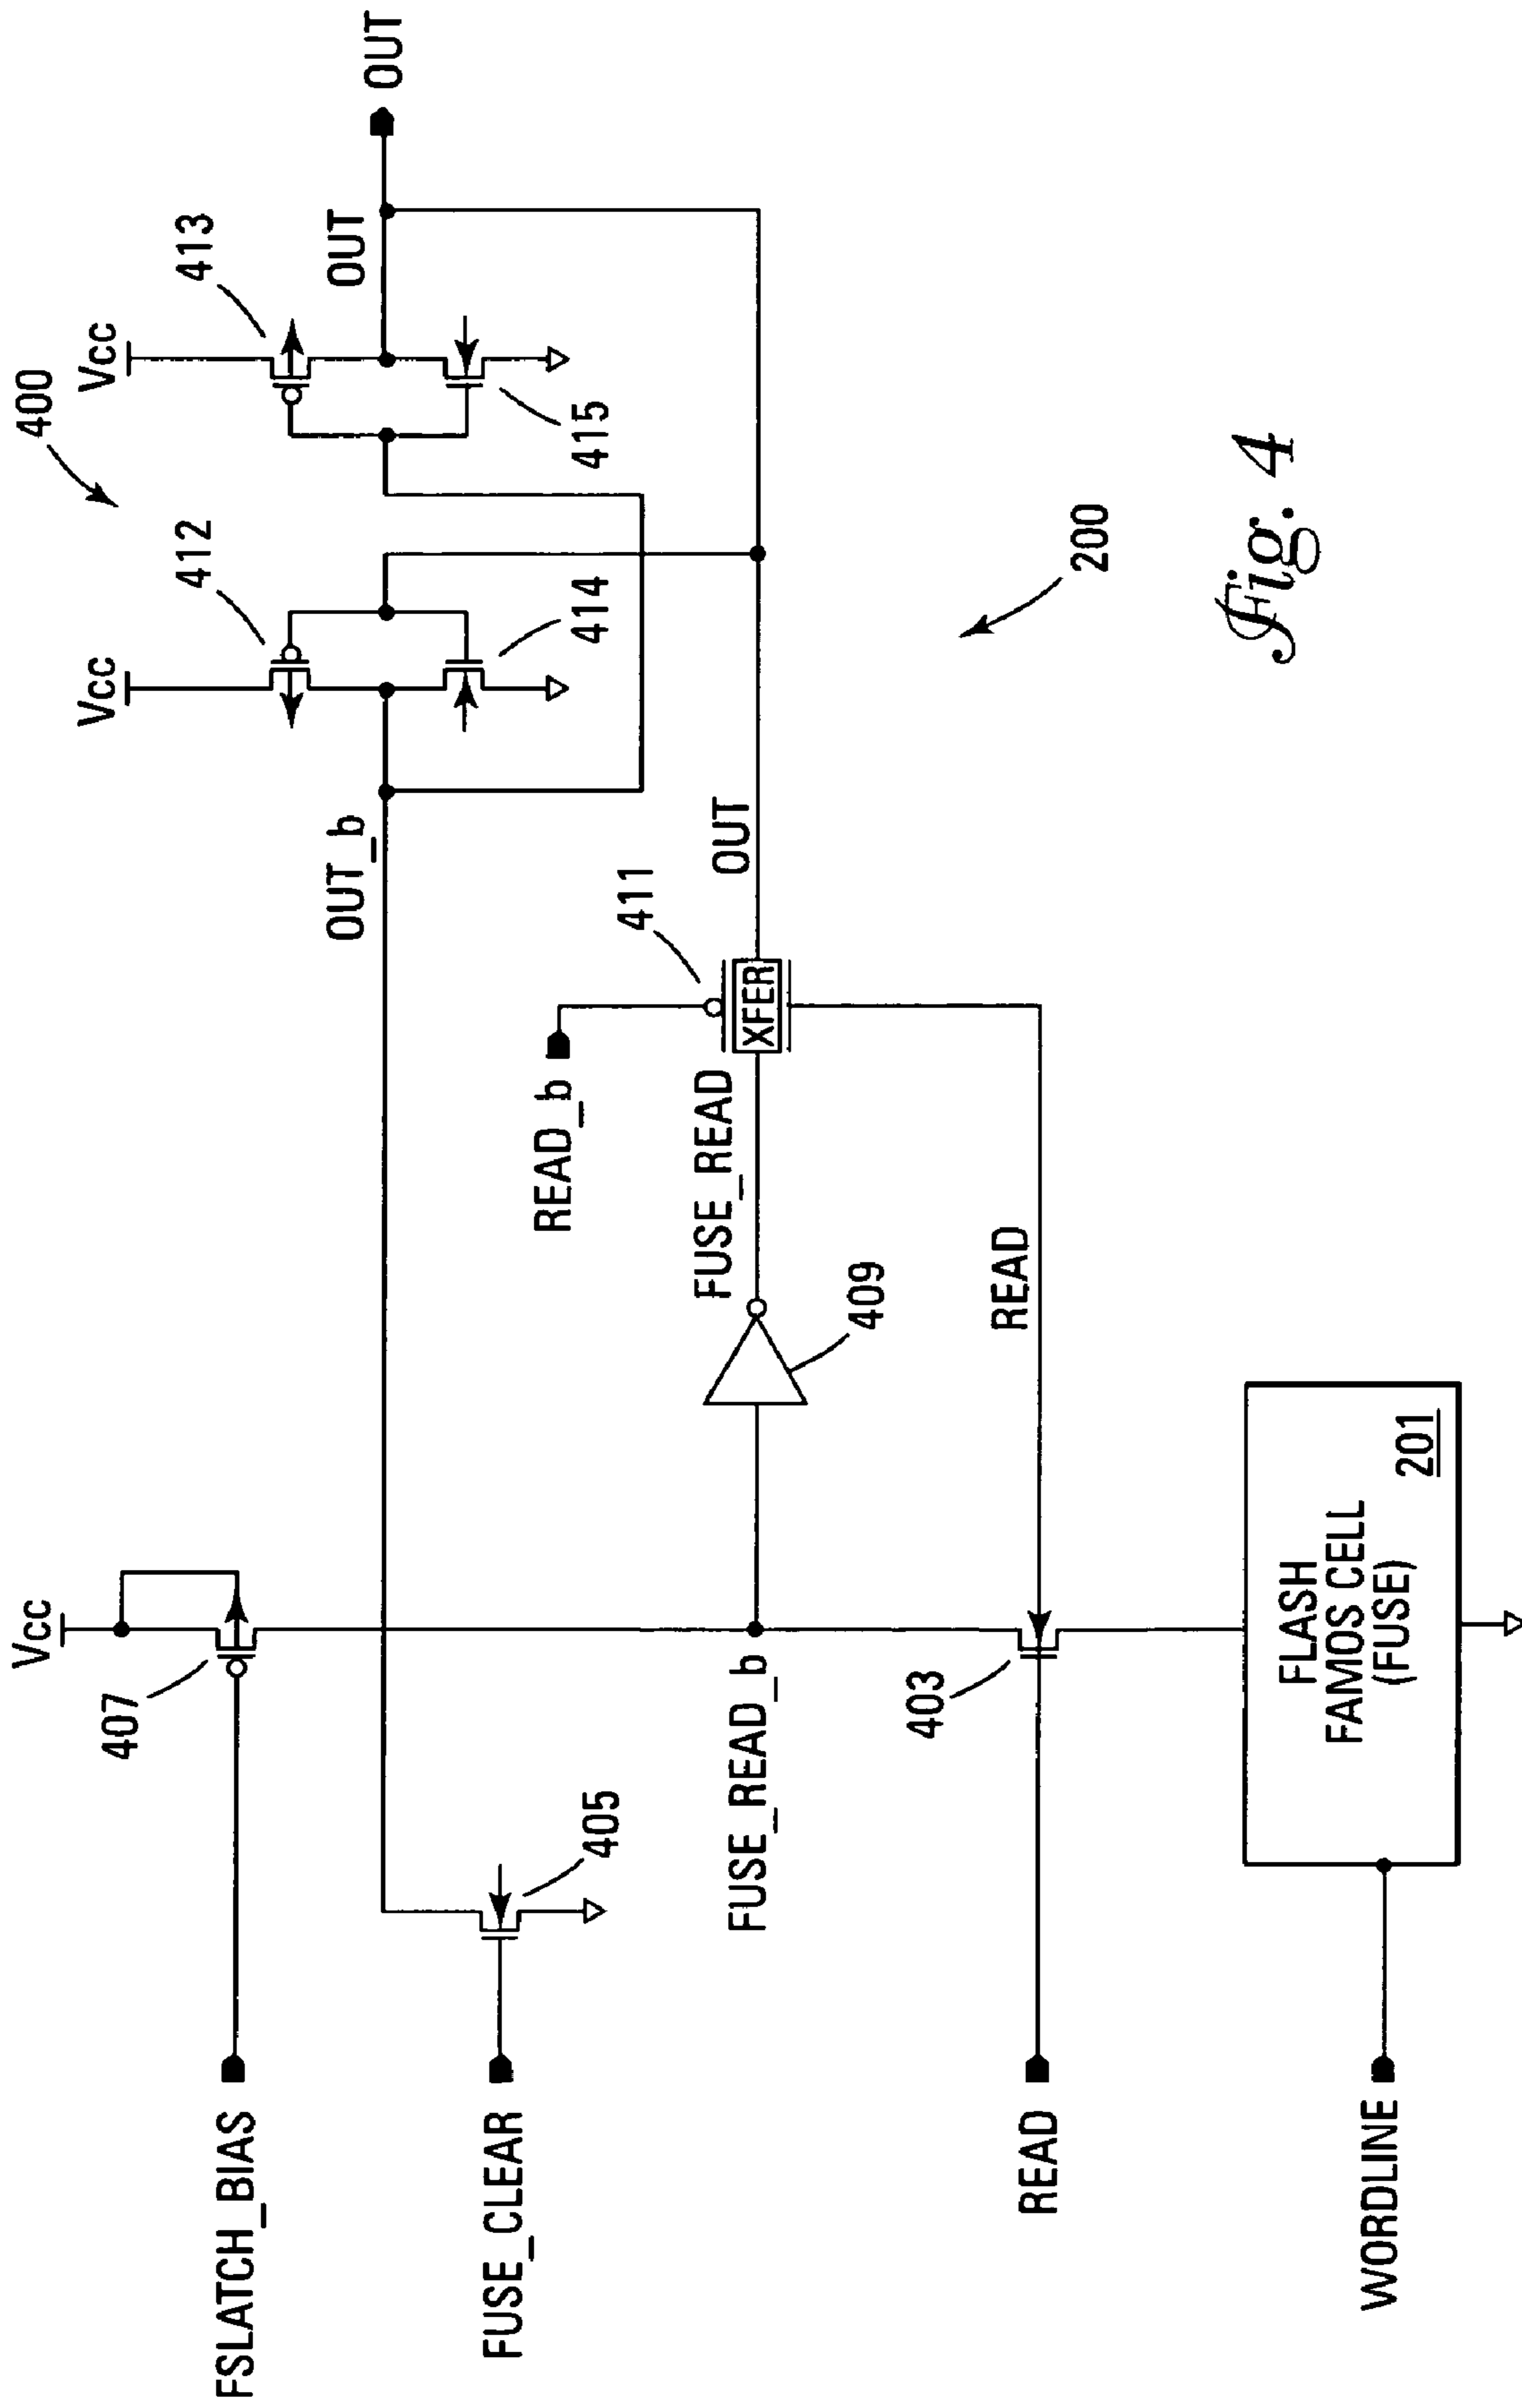 400
Vcc
Vcc
Vcc
412
413
407
OUT_b
OUT
OUT
FSLATCH_BIAS
414
415
405
FUSE_CLEAR
READ_b
411
FUSE_READ
XFER
OUT
FUSE_READ_b
409
403
READ
READ
200
FLASH
FAMOS CELL
(FUSE)
201
WORDLINE
Fig. 4